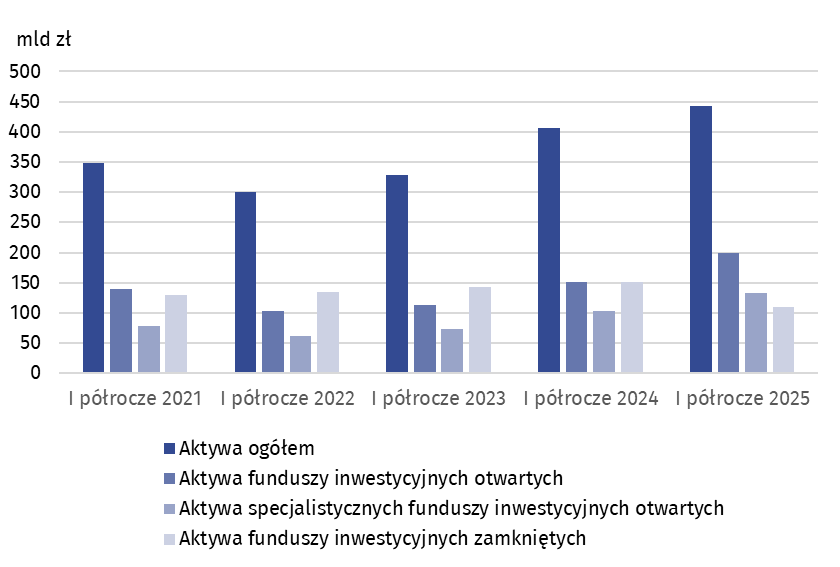 mld zł
500
450
400
350
300
250
200
150
100
50
0
I półrocze 2021 I półrocze 2022 I półrocze 2023 I półrocze 2024 I półrocze 2025
Aktywa ogółem
Aktywa funduszy inwestycyjnych otwartych
Aktywa specjalistycznych funduszy inwestycyjnych otwartych
Aktywa funduszy inwestycyjnych zamkniętych